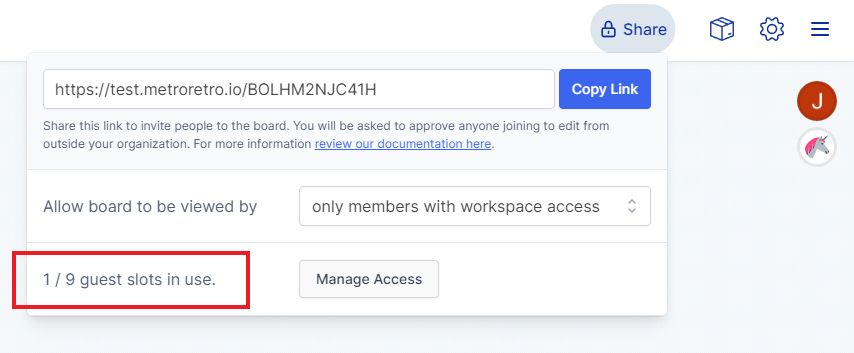 Share
https://test.metroretro.io/BOLHM2NJC41H
Copy Link
Share this link to invite people to the board. You will be asked to approve anyone joining to edit from
outside your organization. For more information review our documentation here.
J
Allow board to be viewed by
only members with workspace access
1 / 9 guest slots in use.
Manage Access